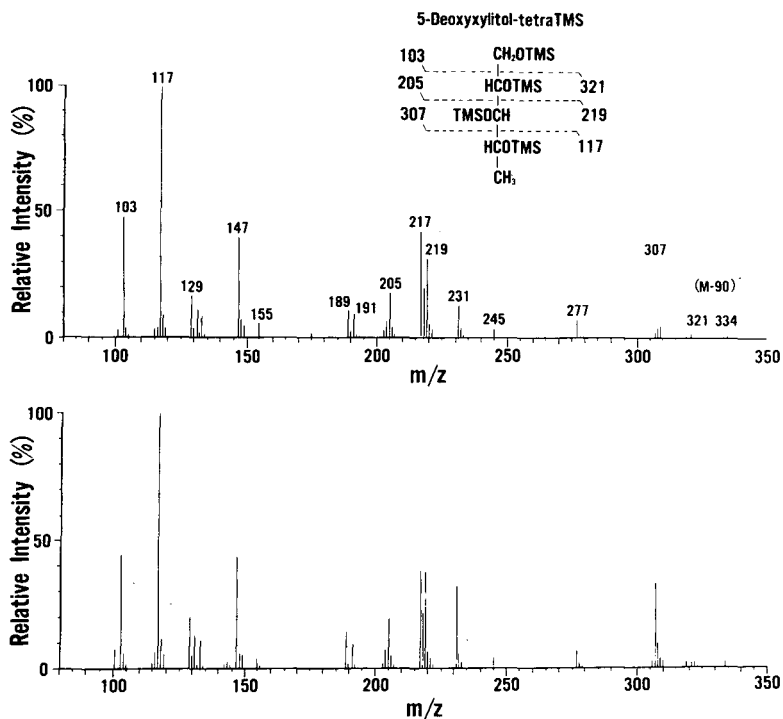 5-Deoxyxylitol-tetraTMS
103 CH₂OTMS
205 HCOTMS 321
307 TMSOCH 219
HCOTMS 117
CH₃
Relative Intensity (%)
100
50
0
103
117
129
147
155
189
191
205
217
219
231
245
277
307
(M-90)
321
334
100 150 200 250 300 350
m/z
Relative Intensity (%)
100
50
0
100 150 200 250 300 350
m/z